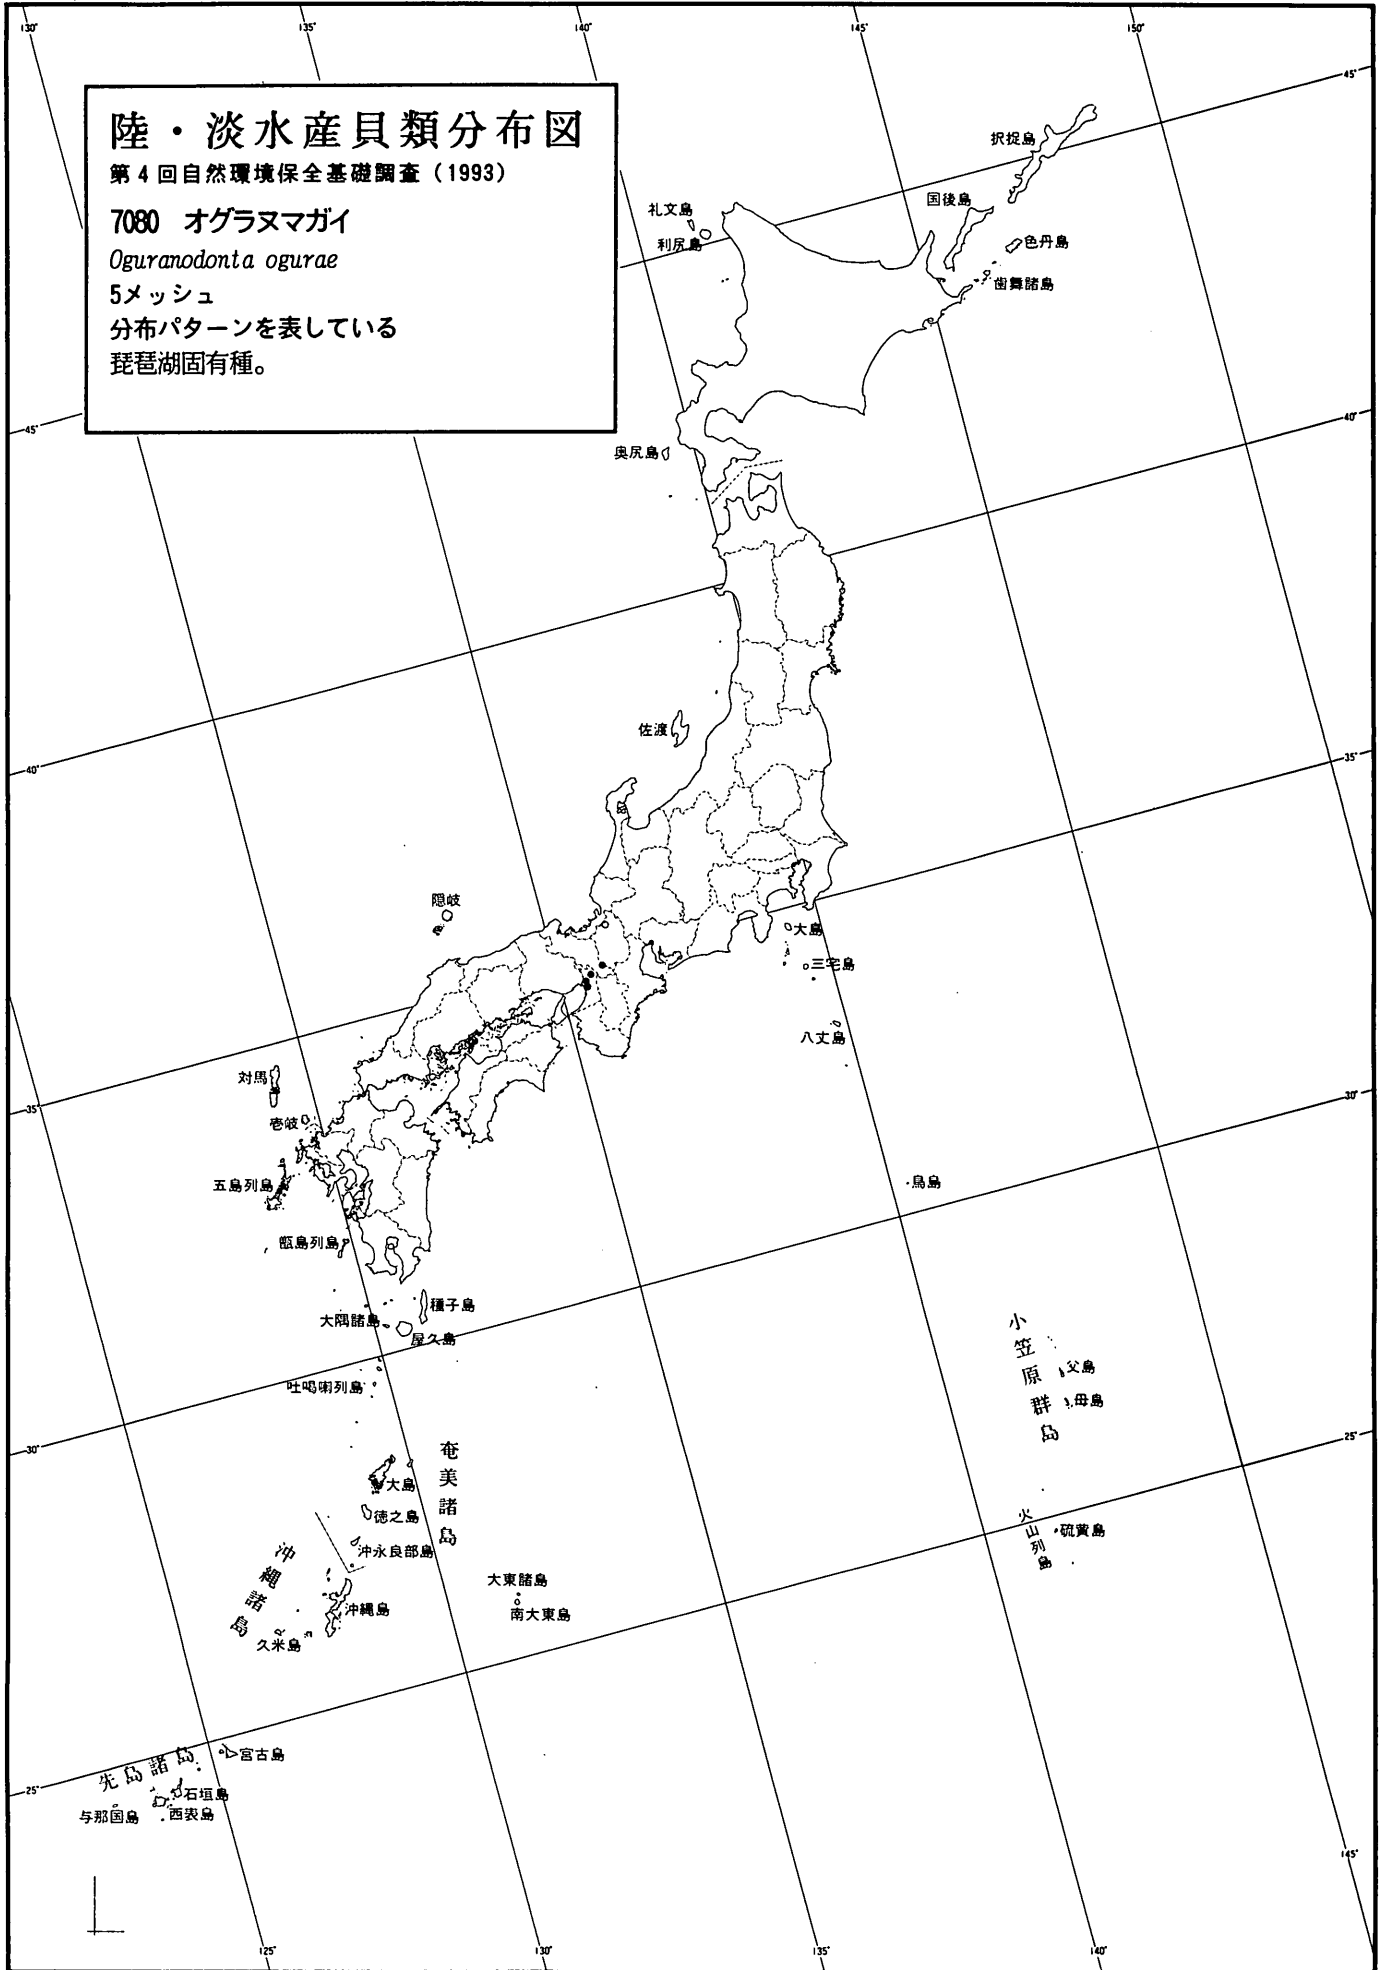 130°
135°
140°
145°
150°
陸・淡水産貝類分布図
第4回自然環境保全基礎調査（1993）
7080 オグラヌマガイ
Oguranodonta ogurae
5メッシュ
分布パターンを表している
琵琶湖固有種。
45°
択捉島
国後島
礼文島
利尻島
色丹島
歯舞諸島
40°
45°
奥尻島
佐渡
35°
40°
隠岐
大島
三宅島
八丈島
対馬
30°
35°
壱岐
五島列島
鳥島
甑島列島
種子島
大隅諸島
屋久島
小笠原群島
父島
吐喝喇列島
母島
25°
30°
奄美諸島
大島
徳之島
火山列島
硫黄島
沖永良部島
沖縄諸島
大東諸島
沖縄島
南大東島
久米島
先島諸島
宮古島
25°
石垣島
与那国島
西表島
145°
125°
130°
135°
140°